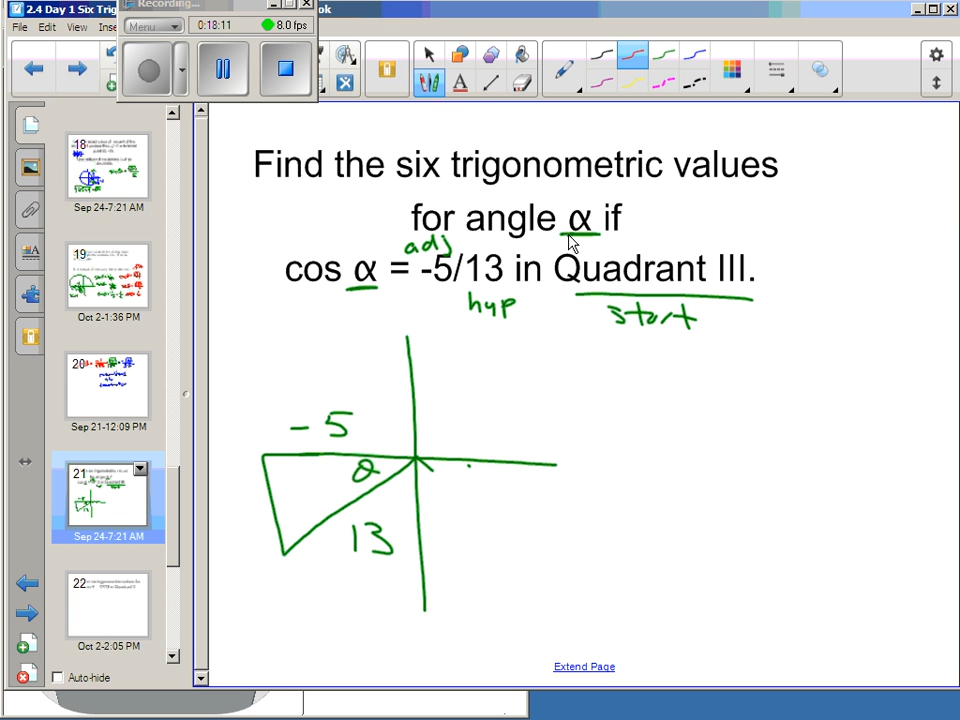 2.4 Day 1 Six Trig
Recording...
ok
File Edit View Ins
Menu
0:18:11
8.0 fps
18
Sep 24-7:21 AM
19
Oct 2-1:36 PM
20
Sep 21-12:09 PM
21
Sep 24-7:21 AM
22
Oct 2-2:05 PM
Auto-hide
Find the six trigonometric values
for angle α if
adj
cos α = -5/13 in Quadrant III.
hyp
start
-5
α
13
Extend Page